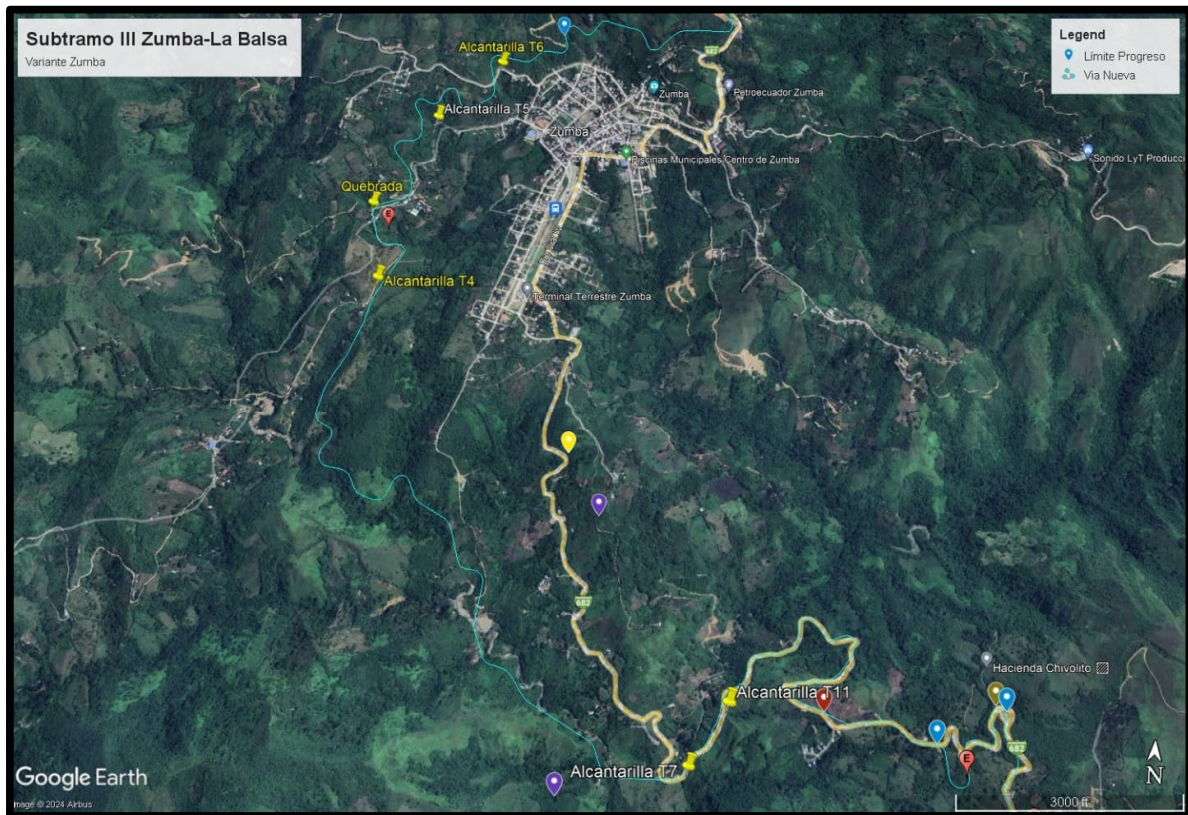 Subtramo III Zumba-La Balsa
Variante Zumba
Legend
Límite Progreso
Via Nueva
Alcantarilla T6
682
Zumba
Petroecuador Zumba
Alcantarilla T5
Zumba
Piscinas Municipales Centro de Zumba
Sonido LyT Producci
Quebrada
E
Alcantarilla T4
Terminal Terrestre Zumba
682
Hacienda Chivolito
Alcantarilla T11
682
E
Alcantarilla T7
N
Google Earth
3000 ft
Image © 2024 Airbus